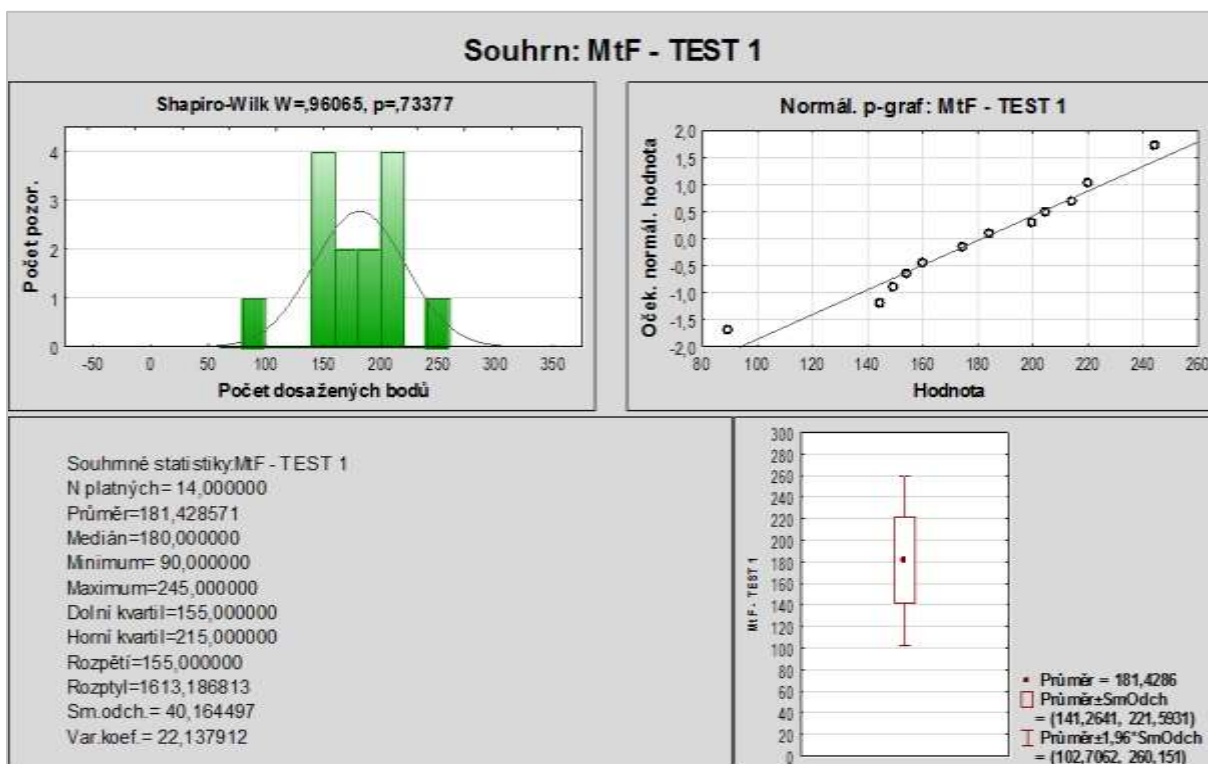 Souhrn: MtF - TEST 1
Shapiro-Wilk W=,96065, p=,73377
Počet pozor.
4
3
2
1
0
-50 0 50 100 150 200 250 300 350
Počet dosažených bodů
Normál. p-graf: MtF - TEST 1
Oček. normál. hodnota
2,0
1,5
1,0
0,5
0,0
-0,5
-1,0
-1,5
-2,0
80 100 120 140 160 180 200 220 240 260
Hodnota
Souhrnné statistiky:MtF - TEST 1
N platných= 14,000000
Průměr=181,428571
Medián=180,000000
Minimum= 90,000000
Maximum=245,000000
Dolní kvartil=155,000000
Horní kvartil=215,000000
Rozpětí=155,000000
Rozptyl=1613,186813
Sm.odch.= 40,164497
Var.koef.= 22,137912
MtF - TEST 1
300
280
260
240
220
200
180
160
140
120
100
80
60
40
20
0
Průměr = 181,4286
Průměr±SmOdch
= (141,2641, 221,5931)
Průměr±1,96*SmOdch
= (102,7062, 260,151)